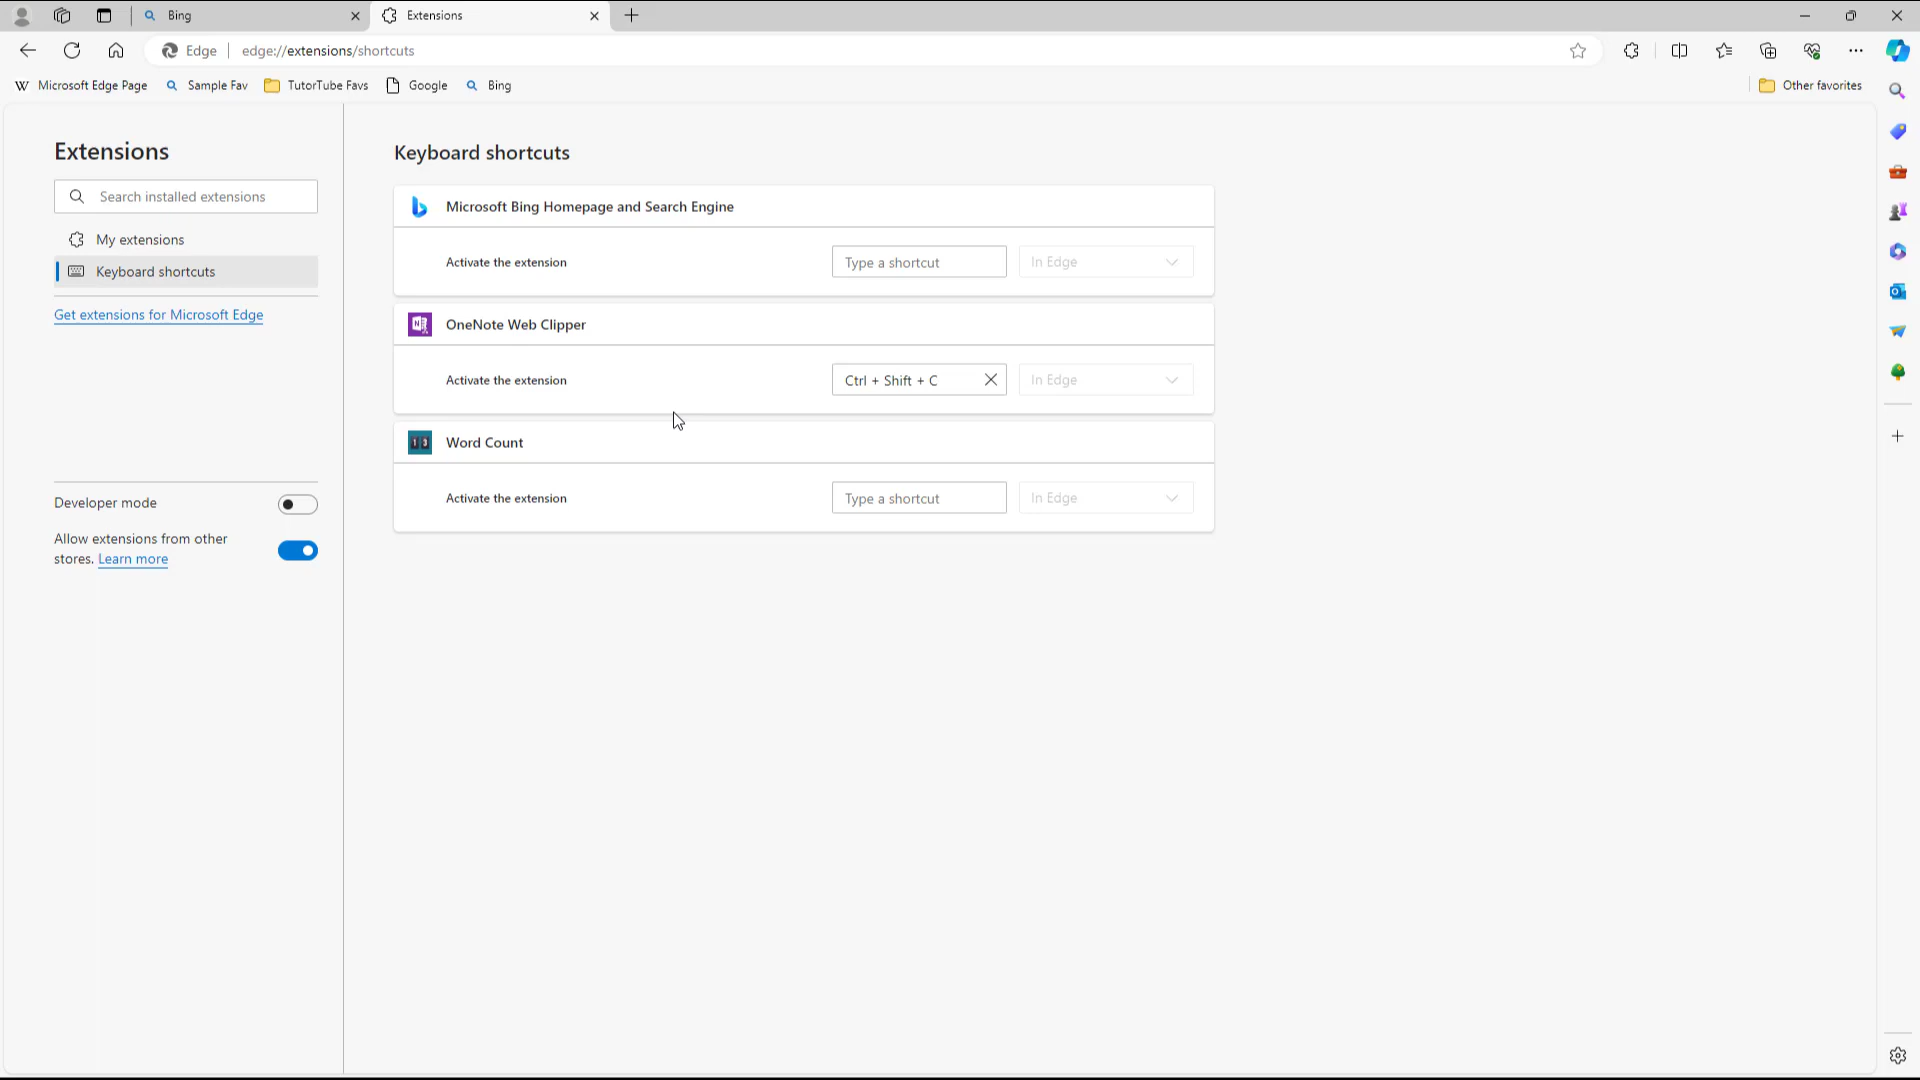 Bing
Extensions
Edge
edge://extensions/shortcuts
Microsoft Edge Page
Sample Fav
TutorTube Favs
Google
Bing
Other favorites
Extensions
Search installed extensions
My extensions
Keyboard shortcuts
Get extensions for Microsoft Edge
Developer mode
Allow extensions from other
stores. Learn more
Keyboard shortcuts
Microsoft Bing Homepage and Search Engine
Activate the extension
Type a shortcut
In Edge
OneNote Web Clipper
Activate the extension
Ctrl + Shift + C
In Edge
Word Count
Activate the extension
Type a shortcut
In Edge